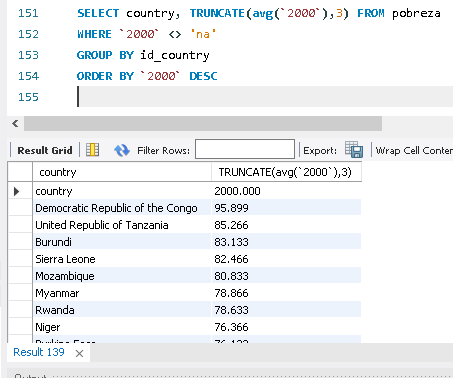 151 SELECT country, TRUNCATE(avg(`2000`),3) FROM pobreza
152 WHERE `2000` <> 'na'
153 GROUP BY id_country
154 ORDER BY `2000` DESC
155
Result Grid Filter Rows: Export: Wrap Cell Conter
country TRUNCATE(avg(`2000`),3)
country 2000.000
Democratic Republic of the Congo 95.899
United Republic of Tanzania 85.266
Burundi 83.133
Sierra Leone 82.466
Mozambique 80.833
Myanmar 78.866
Rwanda 78.633
Niger 76.366
Result 139 ×